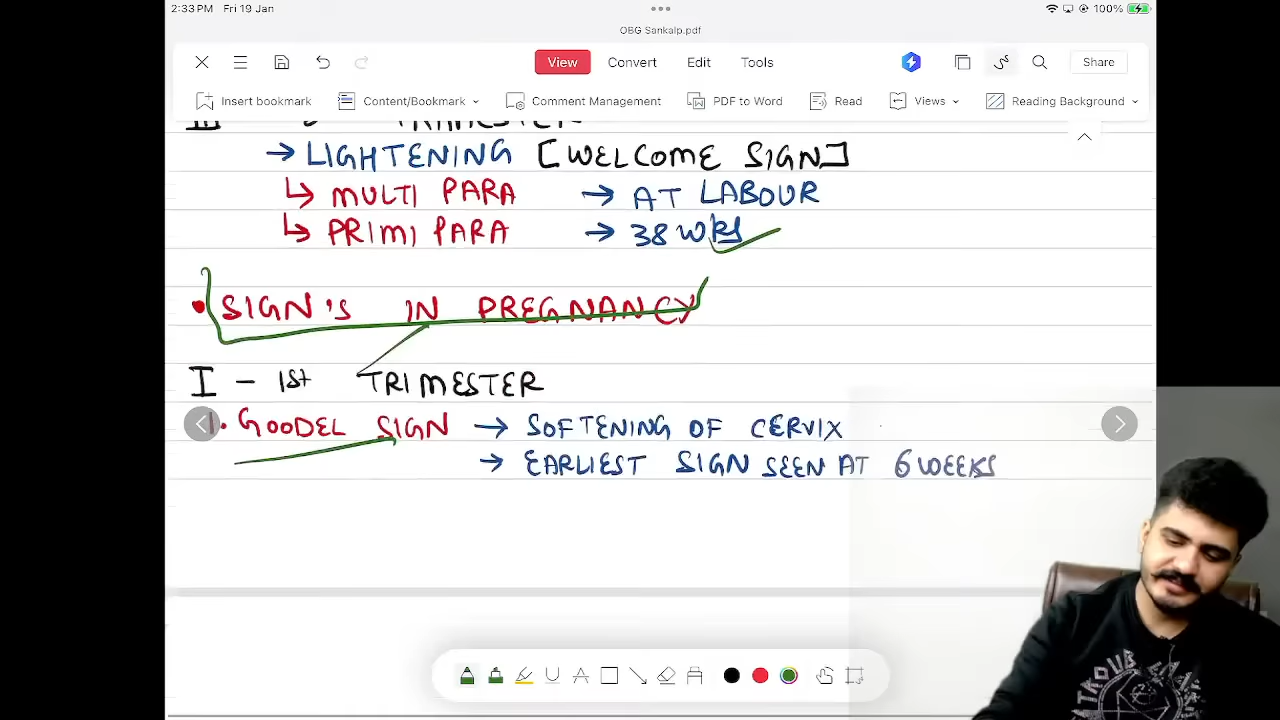 2:33 PM Fri 19 Jan
100%
OBG Sankalp.pdf
View Convert Edit Tools Share
Insert bookmark Content/Bookmark Comment Management PDF to Word Read Views Reading Background
III
→ LIGHTENING [WELCOME SIGN]
↳ MULTI PARA → AT LABOUR
↳ PRIMI PARA → 38 WKS
• SIGN'S IN PREGNANCY
I - 1st TRIMESTER
1. GOODEL SIGN → SOFTENING OF CERVIX
→ EARLIEST SIGN SEEN AT 6 WEEKS